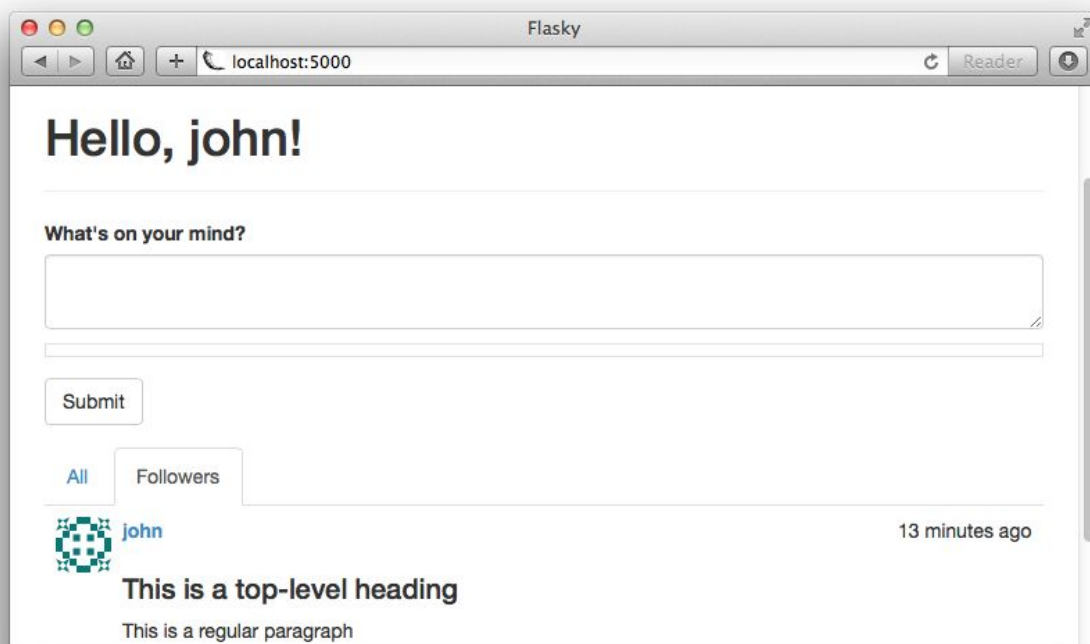 Flasky
localhost:5000
Reader
Hello, john!
What's on your mind?
Submit
All
Followers
john
13 minutes ago
This is a top-level heading
This is a regular paragraph